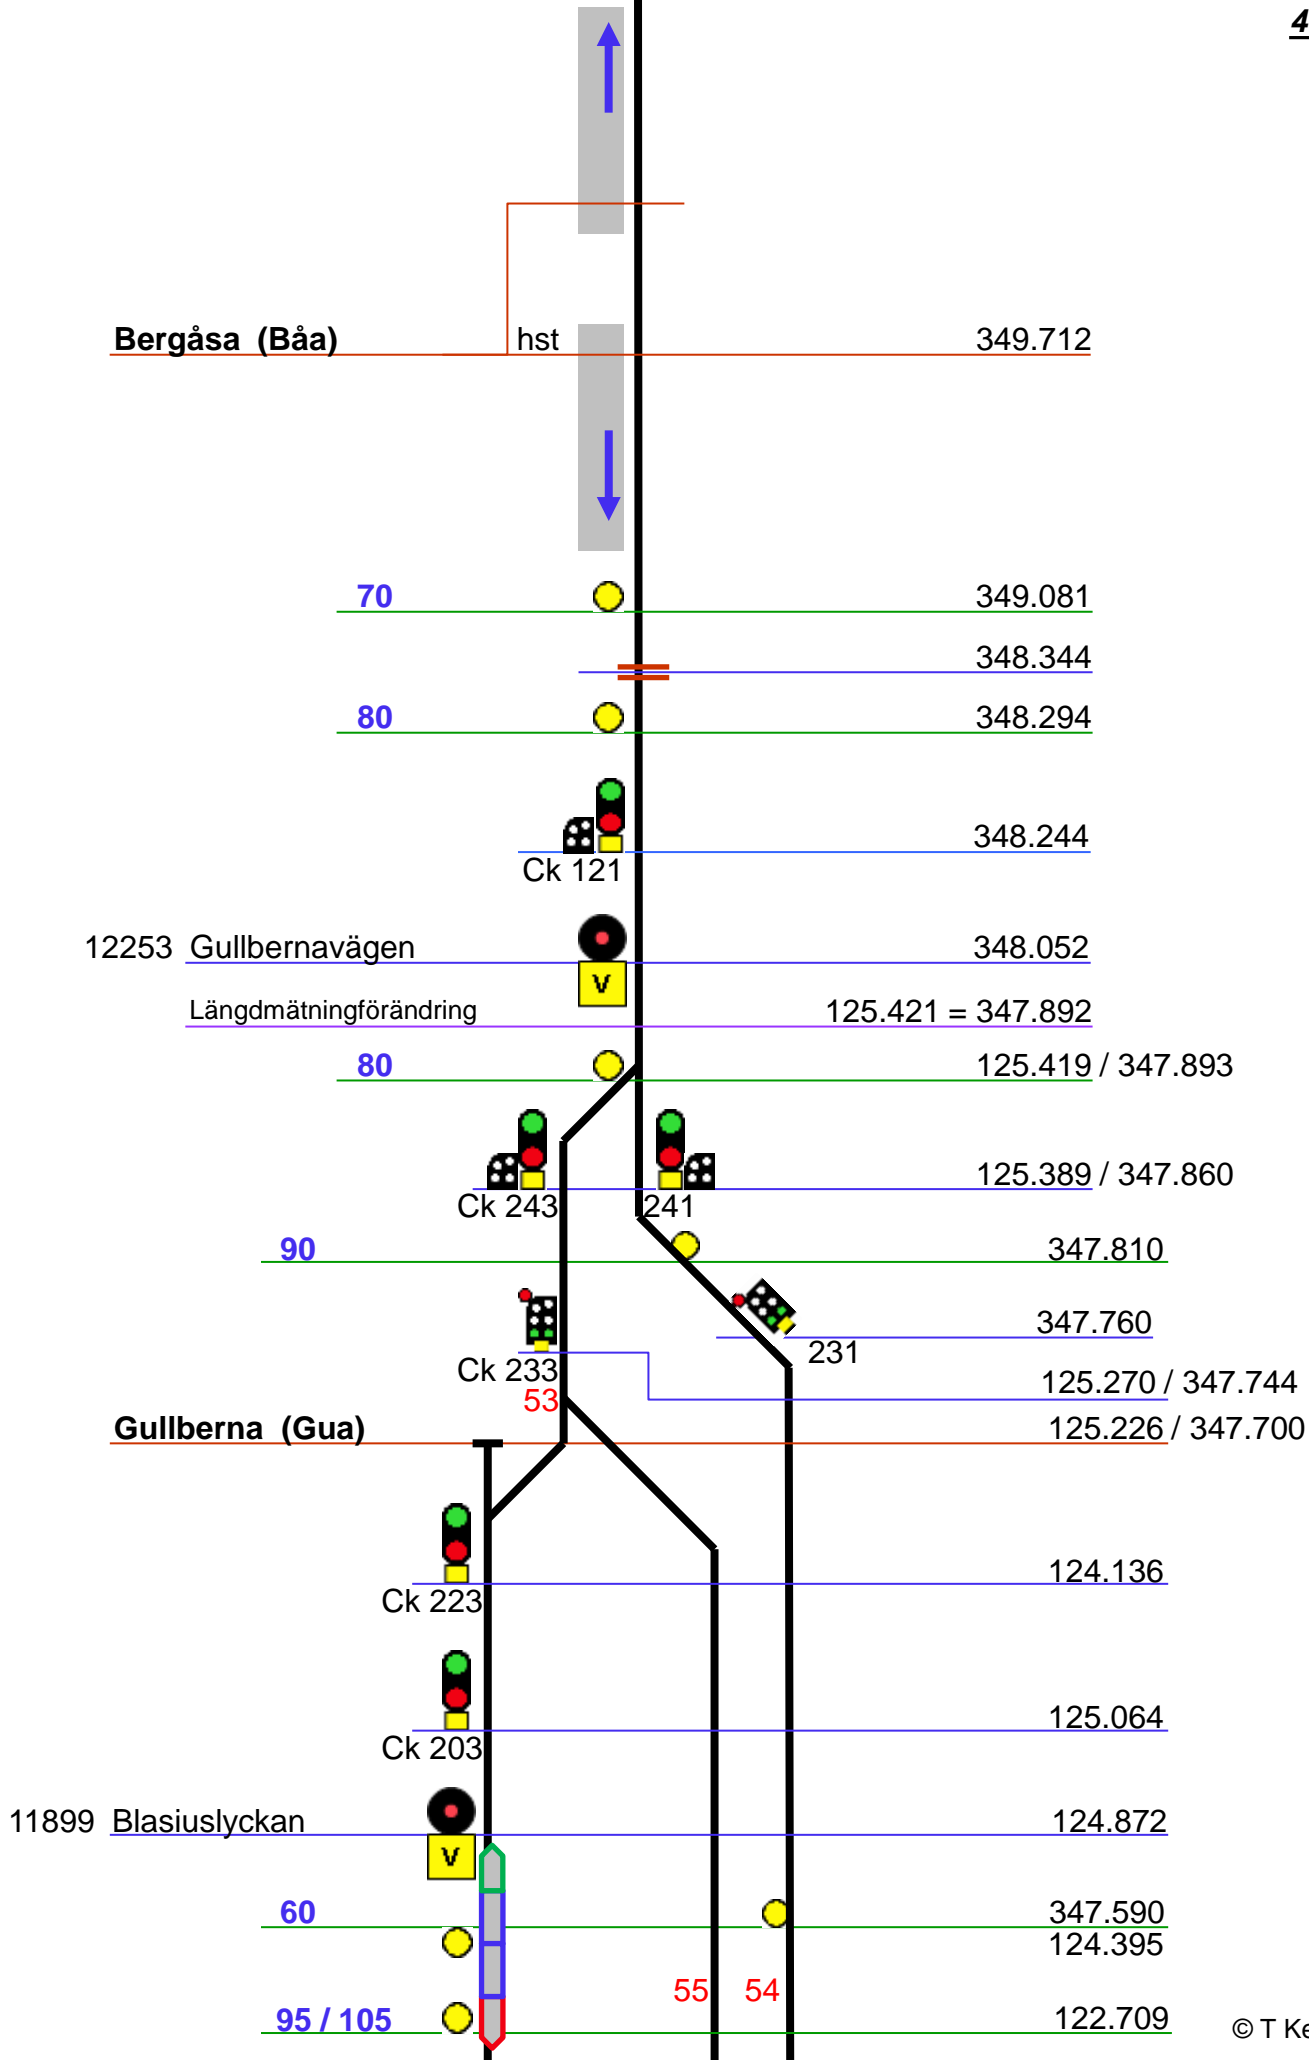 4
Bergåsa (Båa) hst 349.712
70 349.081
348.344
80 348.294
348.244
Ck 121
12253 Gullbernavägen 348.052
V
Längdmätningförändring 125.421 = 347.892
80 125.419 / 347.893
125.389 / 347.860
Ck 243 241
90 347.810
347.760
231
Ck 233
125.270 / 347.744
53
Gullberna (Gua) 125.226 / 347.700
124.136
Ck 223
125.064
Ck 203
11899 Blasiuslyckan 124.872
V
60 347.590
124.395
55 54
95 / 105 122.709
© T Ke